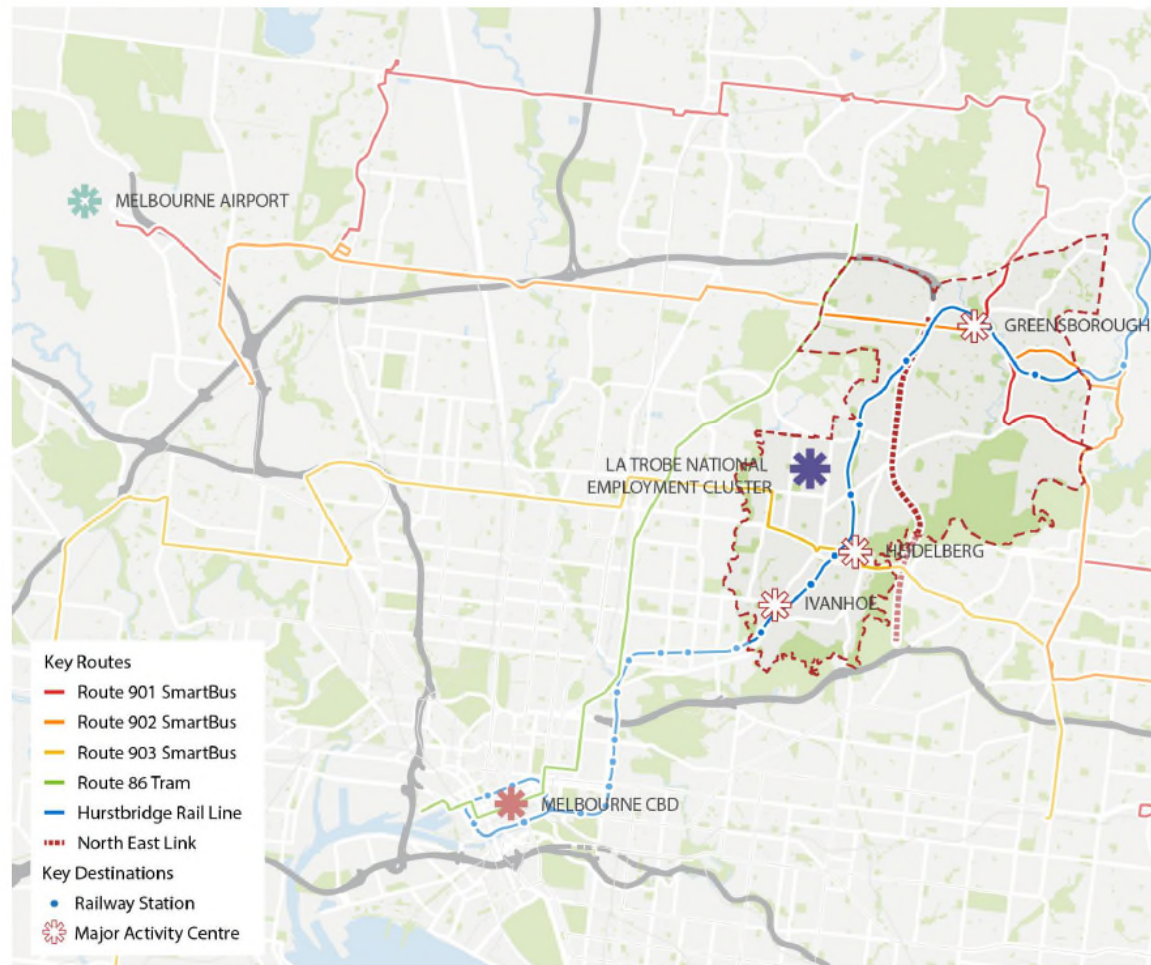 MELBOURNE AIRPORT
GREENSBOROUGH
LA TROBE NATIONAL
EMPLOYMENT CLUSTER
HEIDELBERG
IVANHOE
MELBOURNE CBD
Key Routes
Route 901 SmartBus
Route 902 SmartBus
Route 903 SmartBus
Route 86 Tram
Hurstbridge Rail Line
North East Link
Key Destinations
Railway Station
Major Activity Centre